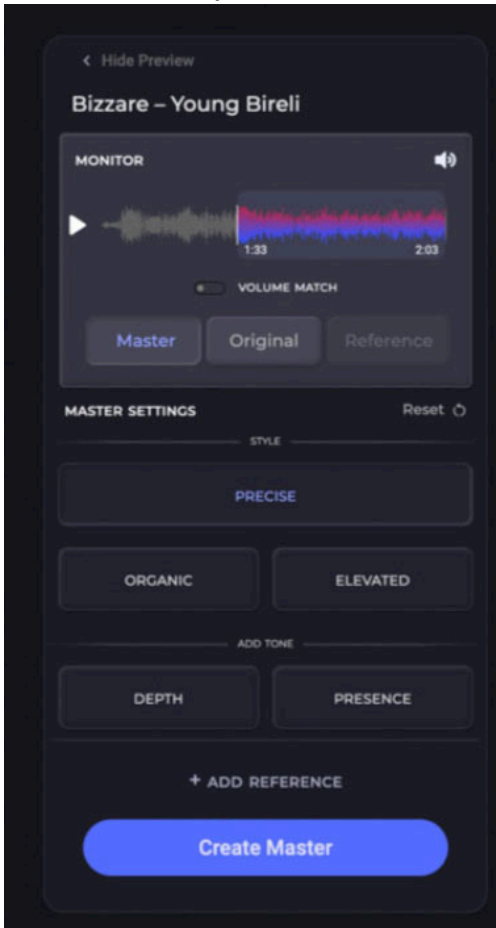 Hide Preview
Bizzare – Young Bireli
MONITOR
1:33 2:03
VOLUME MATCH
Master Original Reference
MASTER SETTINGS Reset
STYLE
PRECISE
ORGANIC ELEVATED
ADD TONE
DEPTH PRESENCE
+ ADD REFERENCE
Create Master